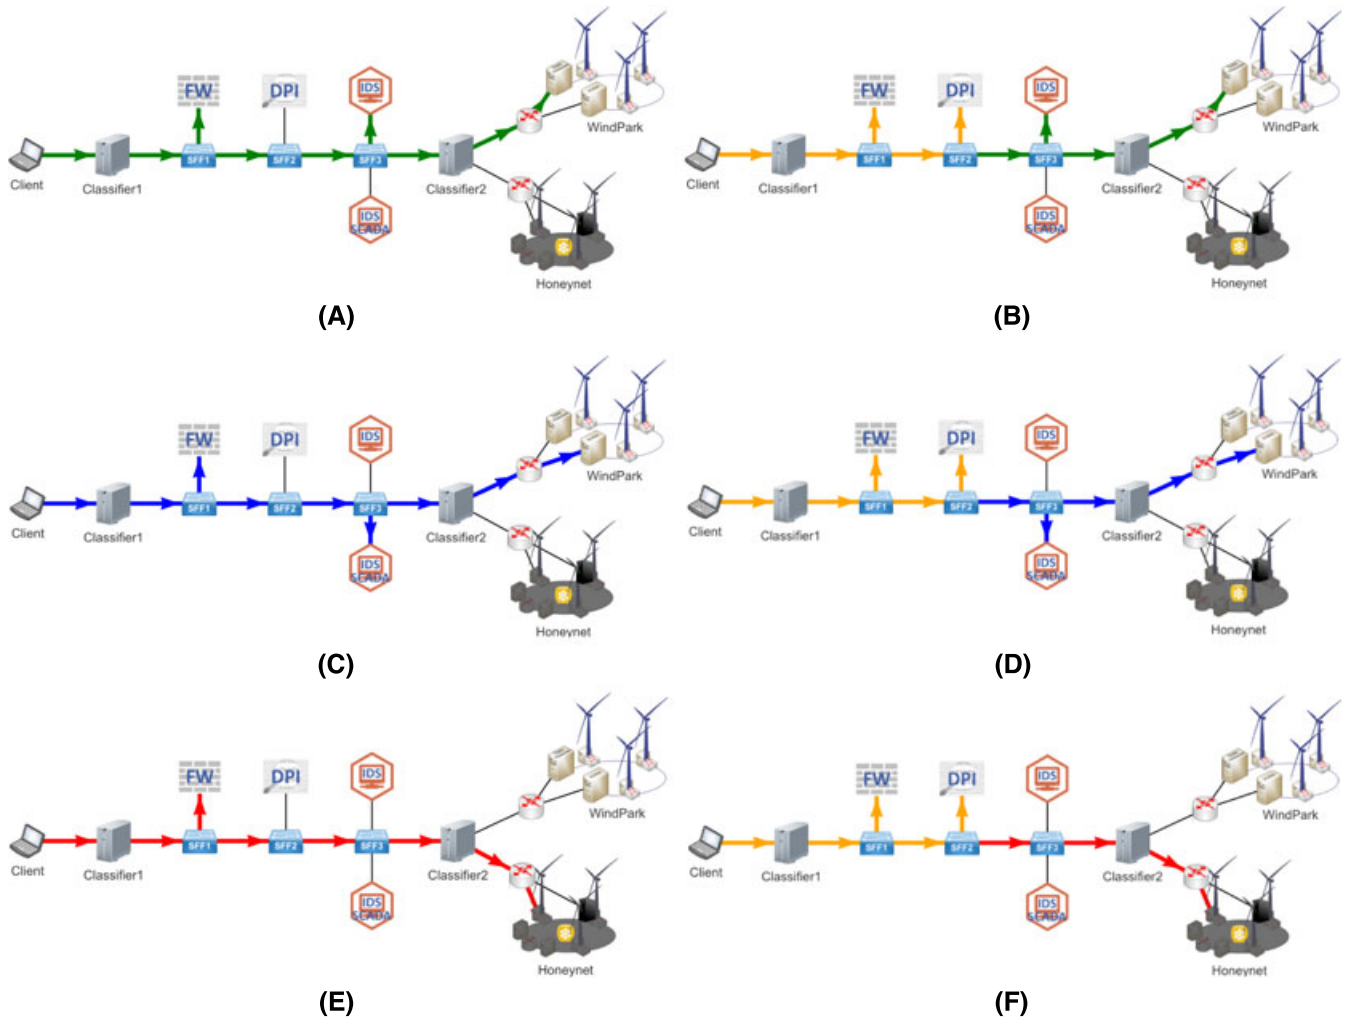 FW
DPI
IDS
SFF1
SFF2
SFF3
Client
Classifier1
Classifier2
WindPark
IDS
SCADA
Honeynet
(A)
FW
DPI
IDS
SFF1
SFF2
SFF3
Client
Classifier1
Classifier2
WindPark
IDS
SCADA
Honeynet
(B)
FW
DPI
IDS
SFF1
SFF2
SFF3
Client
Classifier1
Classifier2
WindPark
IDS
SCADA
Honeynet
(C)
FW
DPI
IDS
SFF1
SFF2
SFF3
Client
Classifier1
Classifier2
WindPark
IDS
SCADA
Honeynet
(D)
FW
DPI
IDS
SFF1
SFF2
SFF3
Client
Classifier1
Classifier2
WindPark
IDS
SCADA
Honeynet
(E)
FW
DPI
IDS
SFF1
SFF2
SFF3
Client
Classifier1
Classifier2
WindPark
IDS
SCADA
Honeynet
(F)